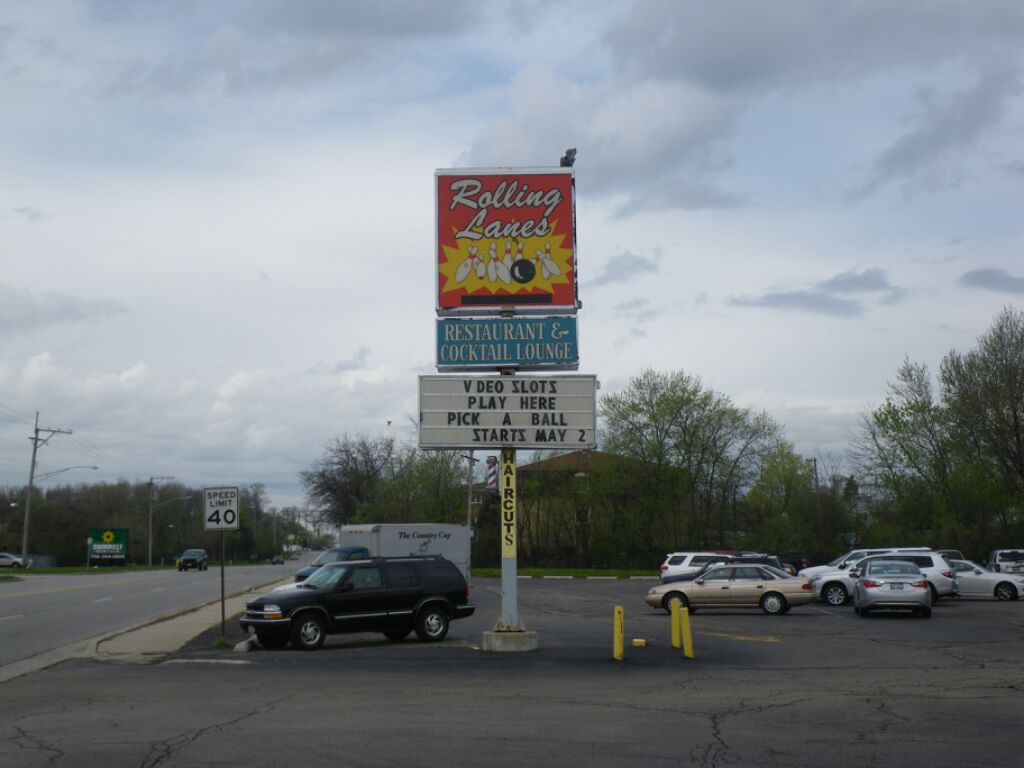 Rolling
Lanes
RESTAURANT &
COCKTAIL LOUNGE
V DEO SLOTS
PLAY HERE
PICK A BALL
STARTS MAY 2
HAIRCUTS
SPEED
LIMIT
40
The Country Cup
SUNBELT